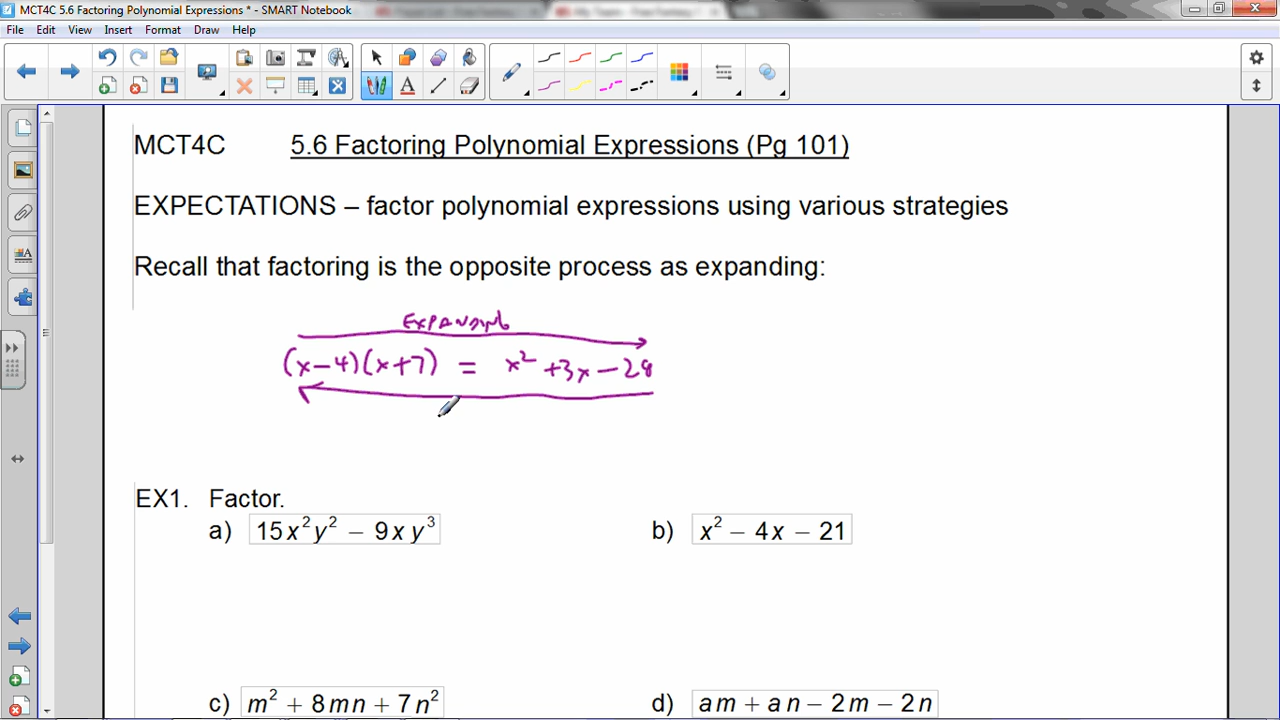 MCT4C 5.6 Factoring Polynomial Expressions * - SMART Notebook
File Edit View Insert Format Draw Help
MCT4C 5.6 Factoring Polynomial Expressions (Pg 101)
EXPECTATIONS – factor polynomial expressions using various strategies
Recall that factoring is the opposite process as expanding:
EXPANDING
(x-4)(x+7) = x² +3x -28
EX1. Factor.
a) 15x²y² − 9xy³ b) x² − 4x − 21
c) m² + 8mn + 7n² d) am + an − 2m − 2n